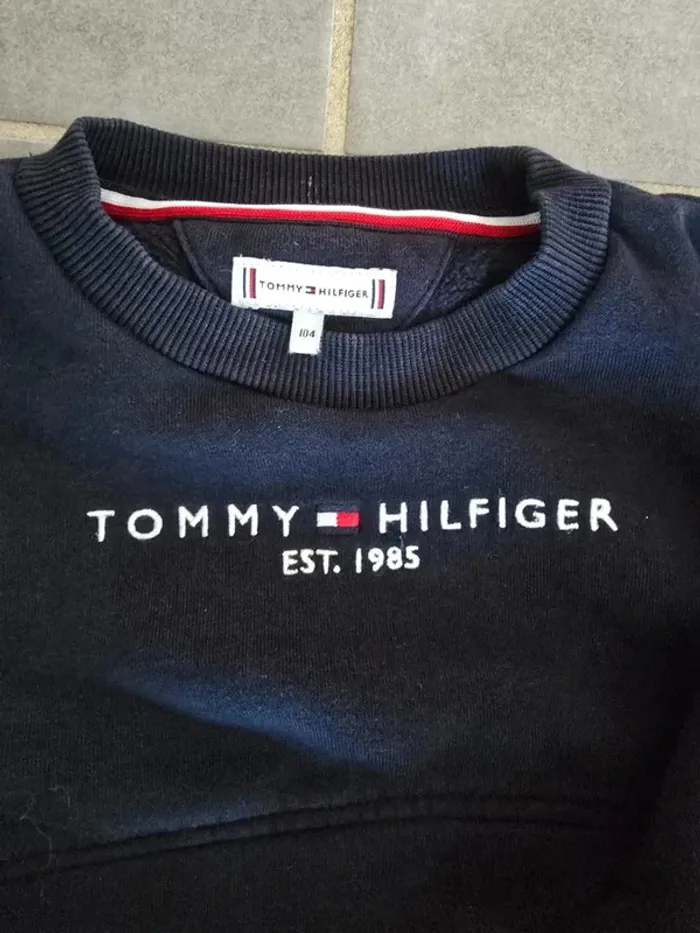 TOMMY HILFIGER
104
TOMMY HILFIGER
EST. 1985